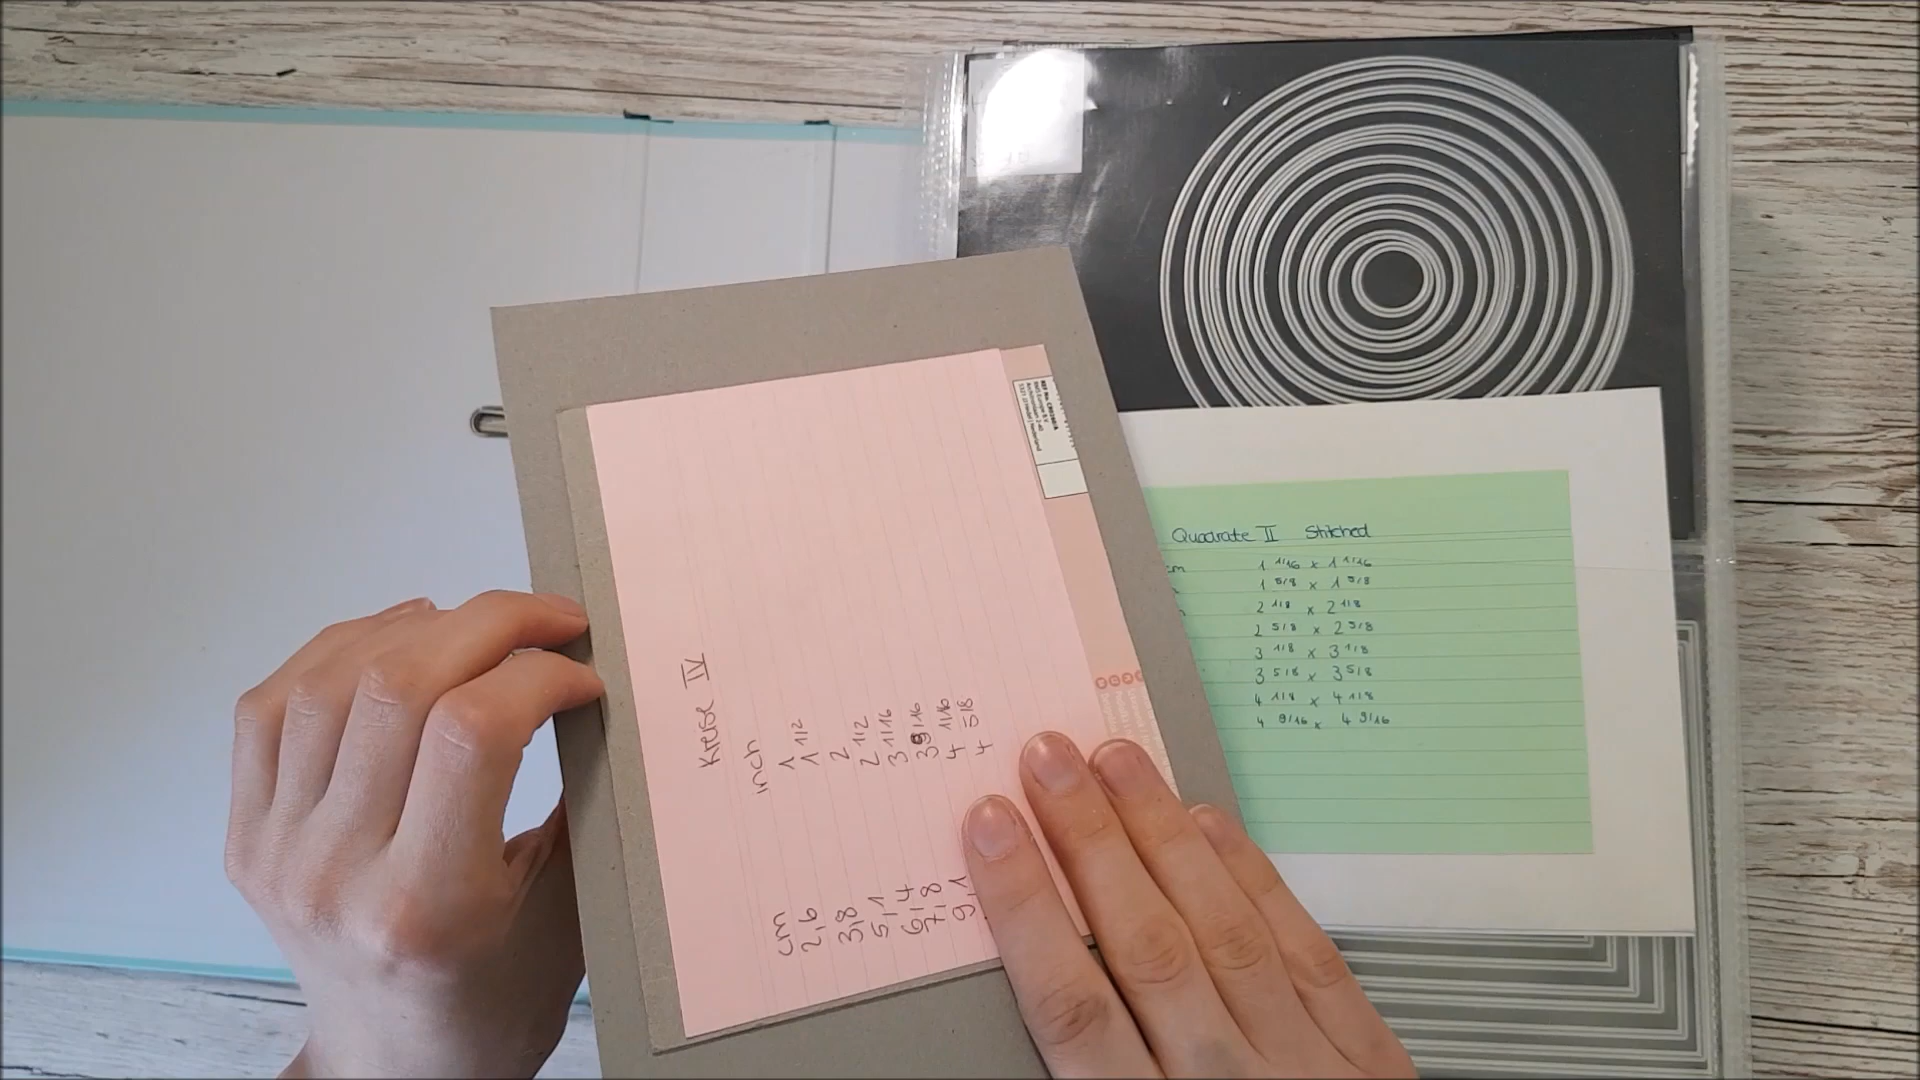 Kreise IV
cm inch
2,6 1
3,8 1 1/2
5,1 2
6,4 2 1/2
7,8 3 1/16
9,1 3 9/16
4 1/16
4 5/8
Quadrate II Stitched
cm 1 1/16 x 1 1/16
1 5/8 x 1 5/8
2 1/8 x 2 1/8
2 5/8 x 2 5/8
3 1/8 x 3 1/8
3 5/8 x 3 5/8
4 1/8 x 4 1/8
4 9/16 x 4 9/16